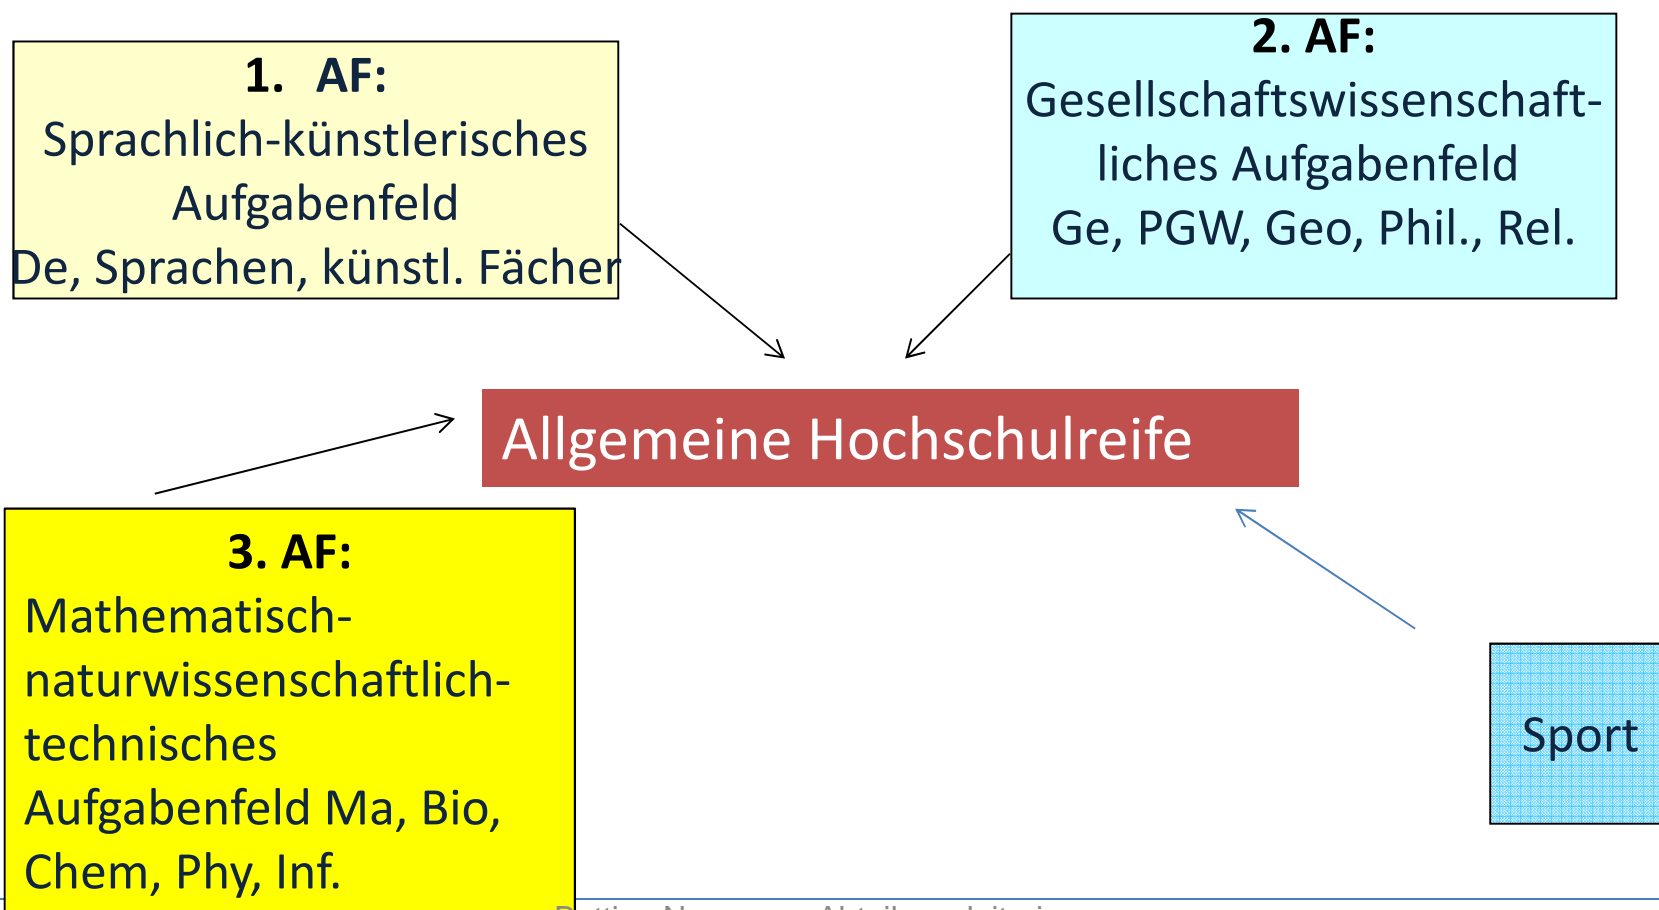 1. AF:
Sprachlich-künstlerisches
Aufgabenfeld
De, Sprachen, künstl. Fächer
2. AF:
Gesellschaftswissenschaft-
liches Aufgabenfeld
Ge, PGW, Geo, Phil., Rel.
Allgemeine Hochschulreife
3. AF:
Mathematisch-
naturwissenschaftlich-
technisches
Aufgabenfeld Ma, Bio,
Chem, Phy, Inf.
Sport